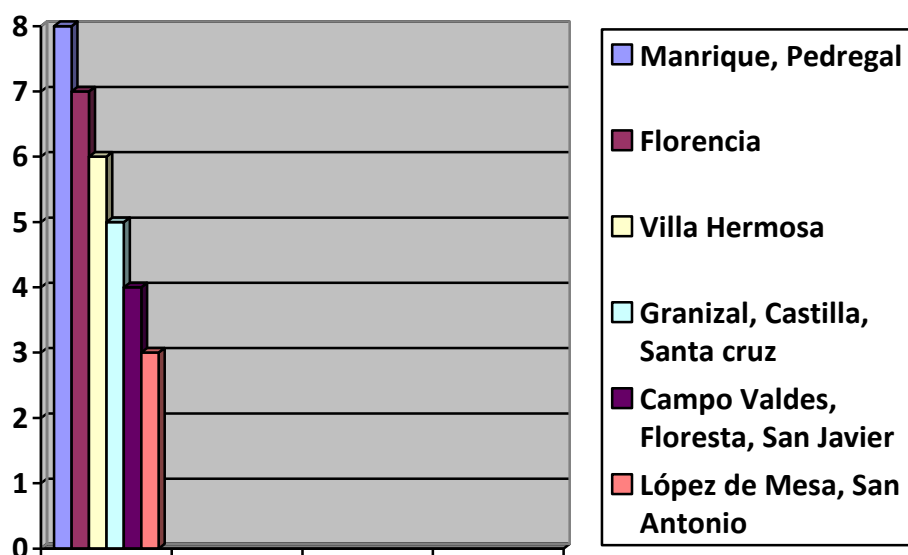 8
7
6
5
4
3
2
1
0
Manrique, Pedregal
Florencia
Villa Hermosa
Granizal, Castilla,
Santa cruz
Campo Valdes,
Floresta, San Javier
López de Mesa, San
Antonio